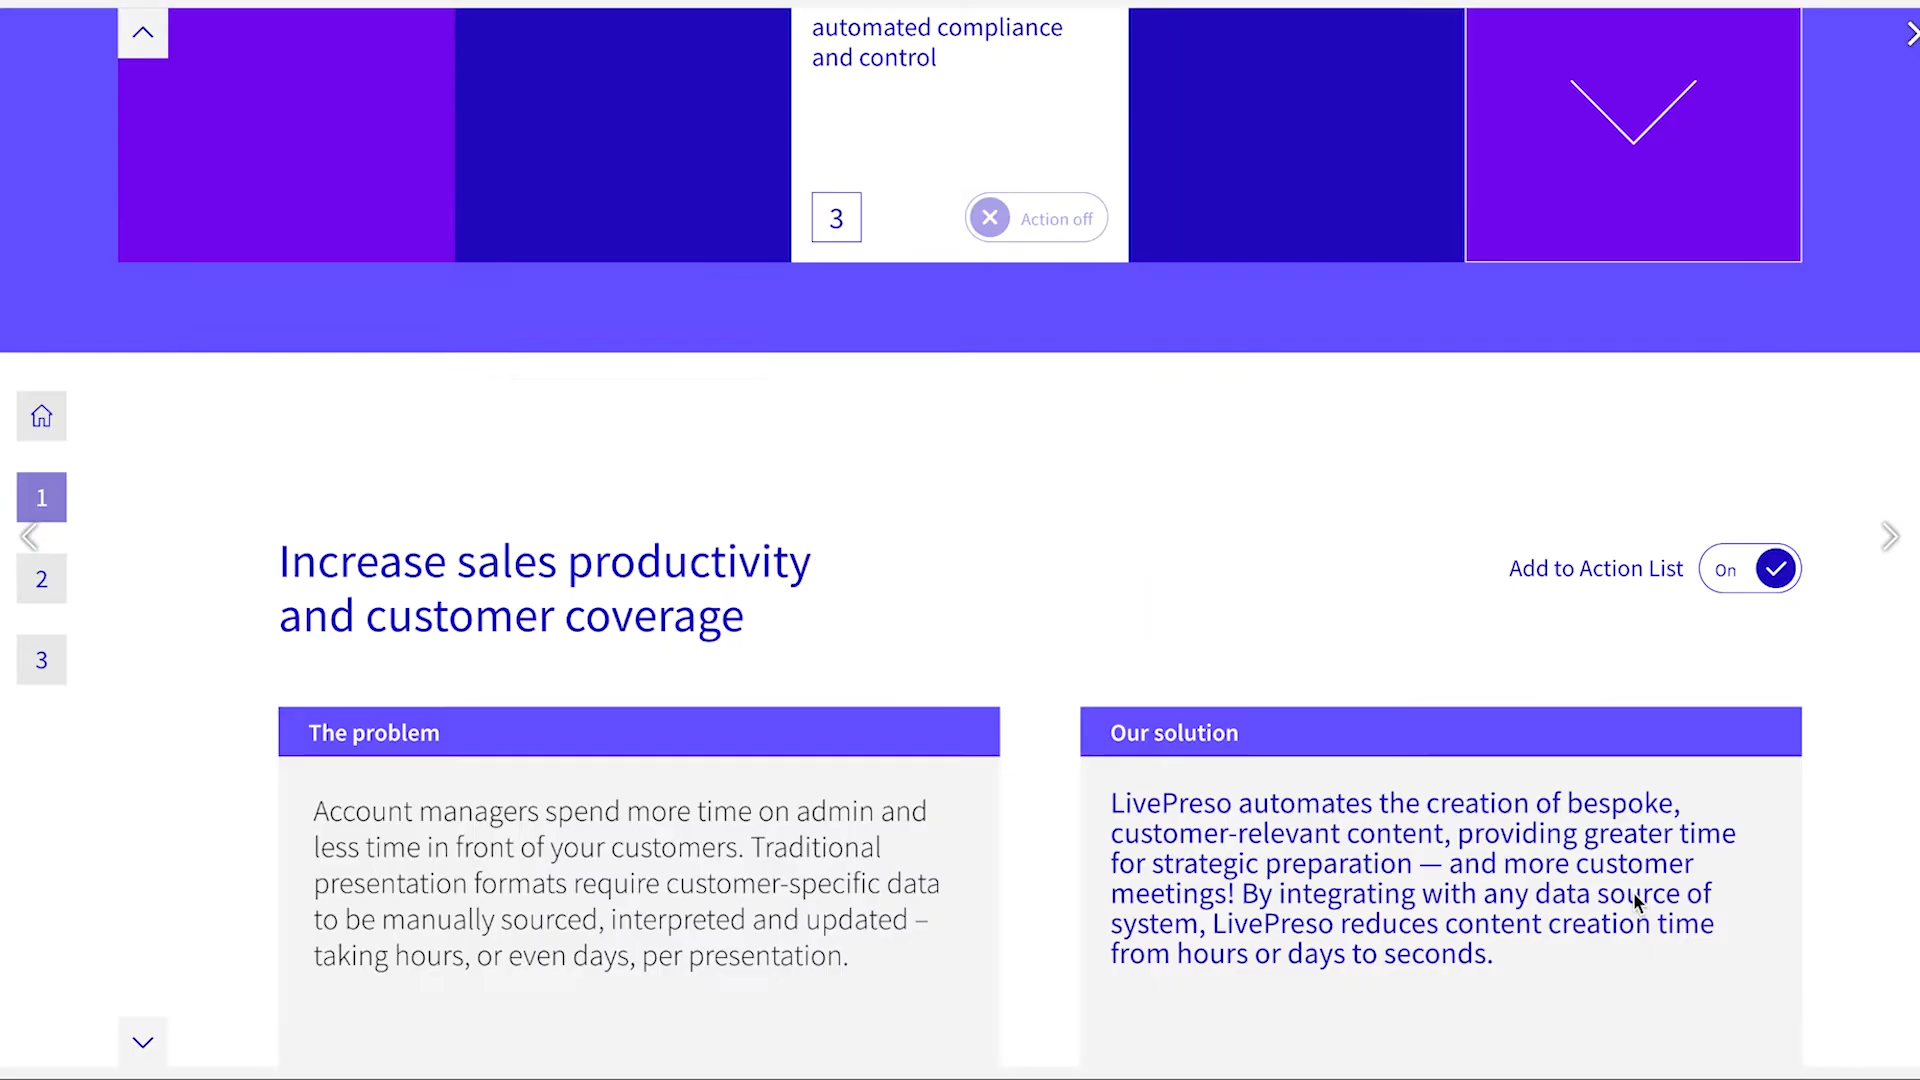 automated compliance
and control
3
Action off
1
2
3
Increase sales productivity
and customer coverage
Add to Action List
On
The problem
Account managers spend more time on admin and
less time in front of your customers. Traditional
presentation formats require customer-specific data
to be manually sourced, interpreted and updated –
taking hours, or even days, per presentation.
Our solution
LivePreso automates the creation of bespoke,
customer-relevant content, providing greater time
for strategic preparation — and more customer
meetings! By integrating with any data source of
system, LivePreso reduces content creation time
from hours or days to seconds.